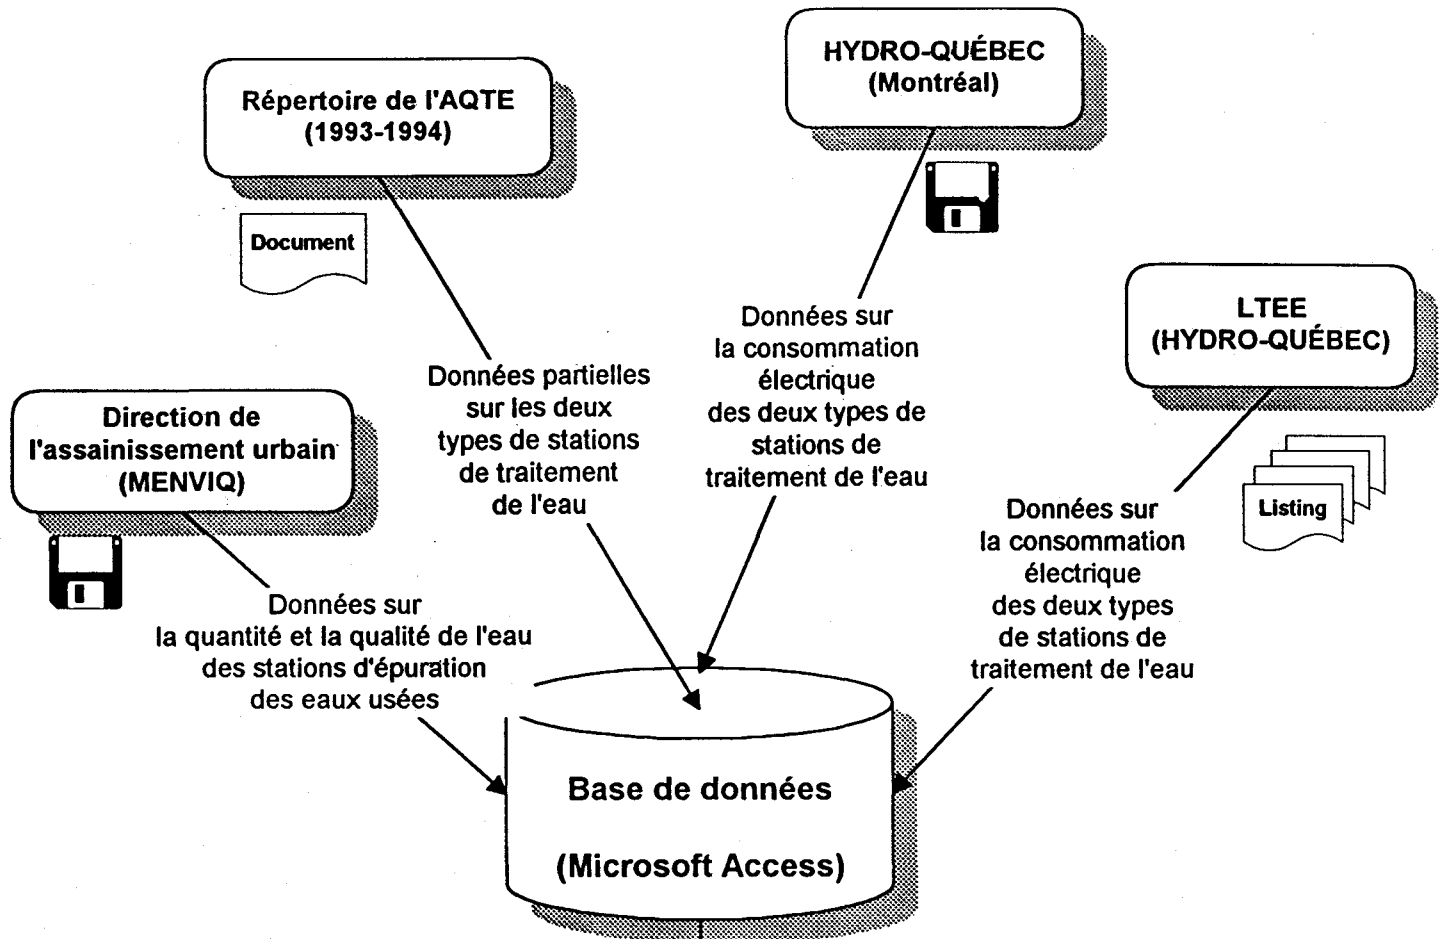 HYDRO-QUÉBEC
(Montréal)
Répertoire de l'AQTE
(1993-1994)
Document
LTEE
(HYDRO-QUÉBEC)
Listing
Direction de
l'assainissement urbain
(MENVIQ)
Données sur
la consommation
électrique
des deux types de
stations de
traitement de l'eau
Données partielles
sur les deux
types de stations
de traitement
de l'eau
Données sur
la consommation
électrique
des deux types
de stations de
traitement de l'eau
Données sur
la quantité et la qualité de l'eau
des stations d'épuration
des eaux usées
Base de données
(Microsoft Access)